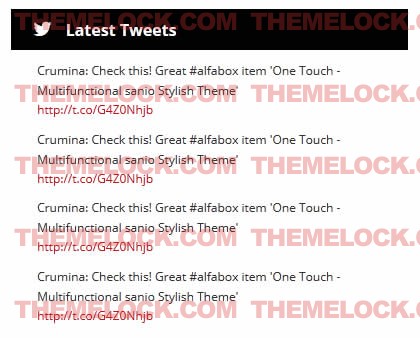 Latest Tweets
Crumina: Check this! Great #alfabox item 'One Touch -
Multifunctional sanio Stylish Theme'
http://t.co/G4Z0Nhjb
Crumina: Check this! Great #alfabox item 'One Touch -
Multifunctional sanio Stylish Theme'
http://t.co/G4Z0Nhjb
Crumina: Check this! Great #alfabox item 'One Touch -
Multifunctional sanio Stylish Theme'
http://t.co/G4Z0Nhjb
Crumina: Check this! Great #alfabox item 'One Touch -
Multifunctional sanio Stylish Theme'
http://t.co/G4Z0Nhjb
THEMELOCK.COM THEMELOCK.COM
THEMELOCK.COM THEMELOCK.
THEMELOCK.COM THEMELOCK.
THEMELOCK.COM THEMELOCK.
THEMELOCK.COM THEMELOCK.